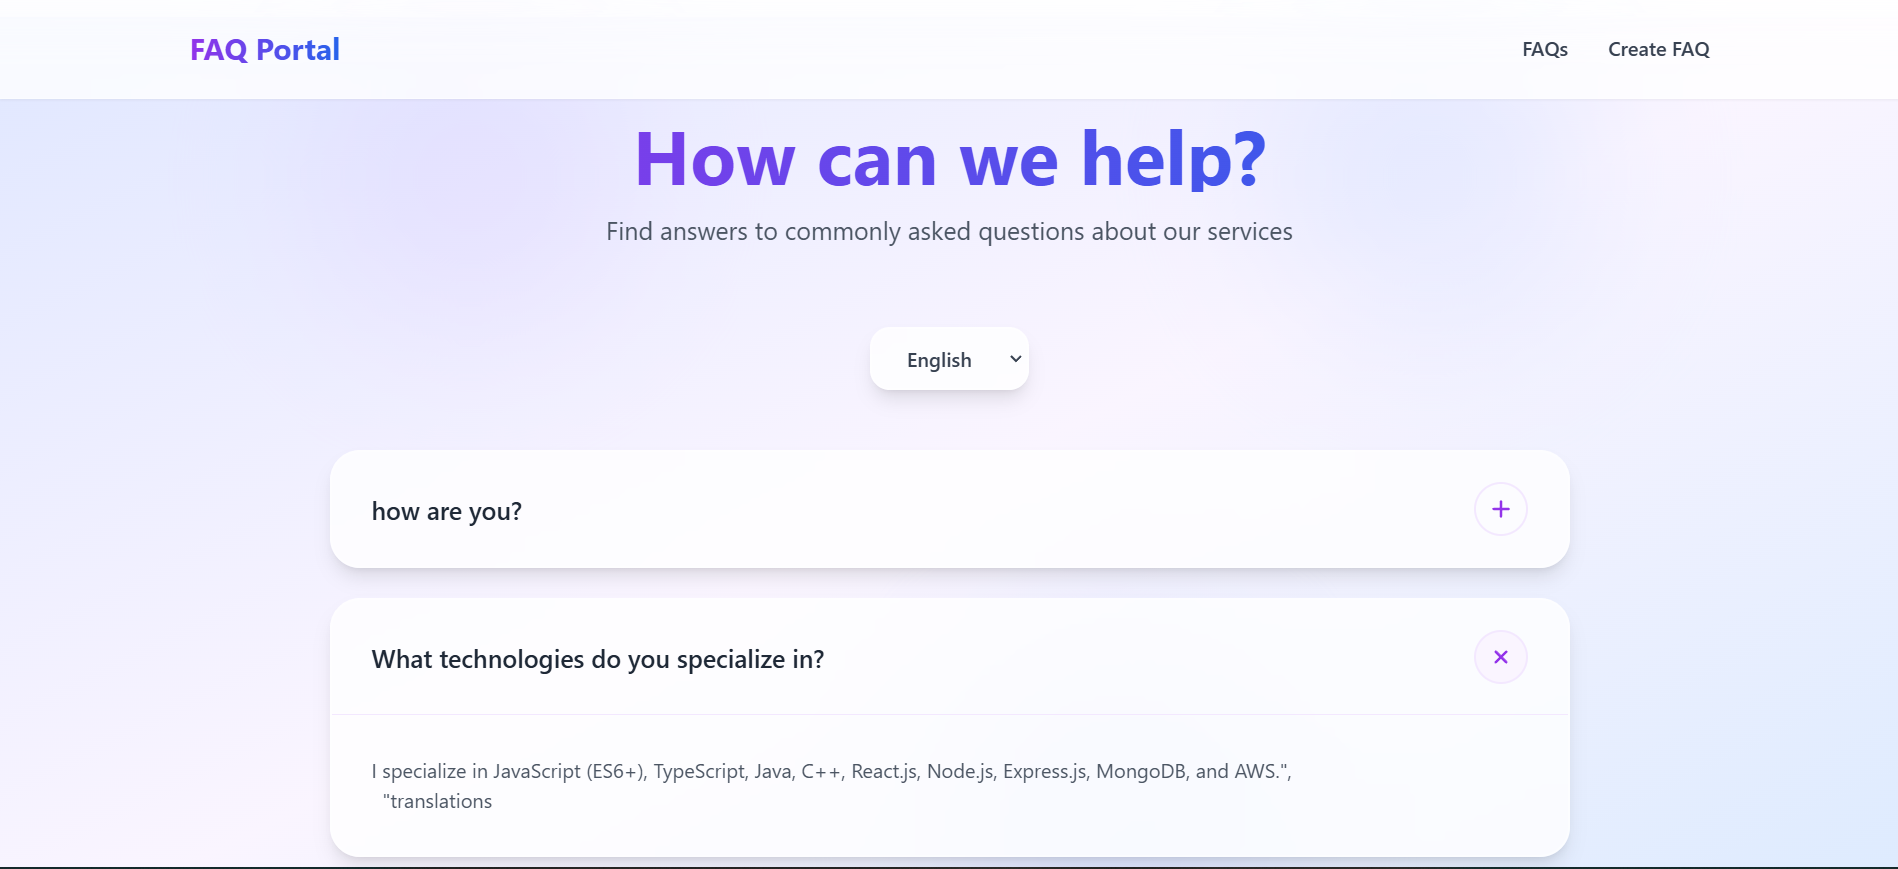 FAQ Portal
FAQs
Create FAQ
How can we help?
Find answers to commonly asked questions about our services
English
how are you?
What technologies do you specialize in?
I specialize in JavaScript (ES6+), TypeScript, Java, C++, React.js, Node.js, Express.js, MongoDB, and AWS.",
"translations